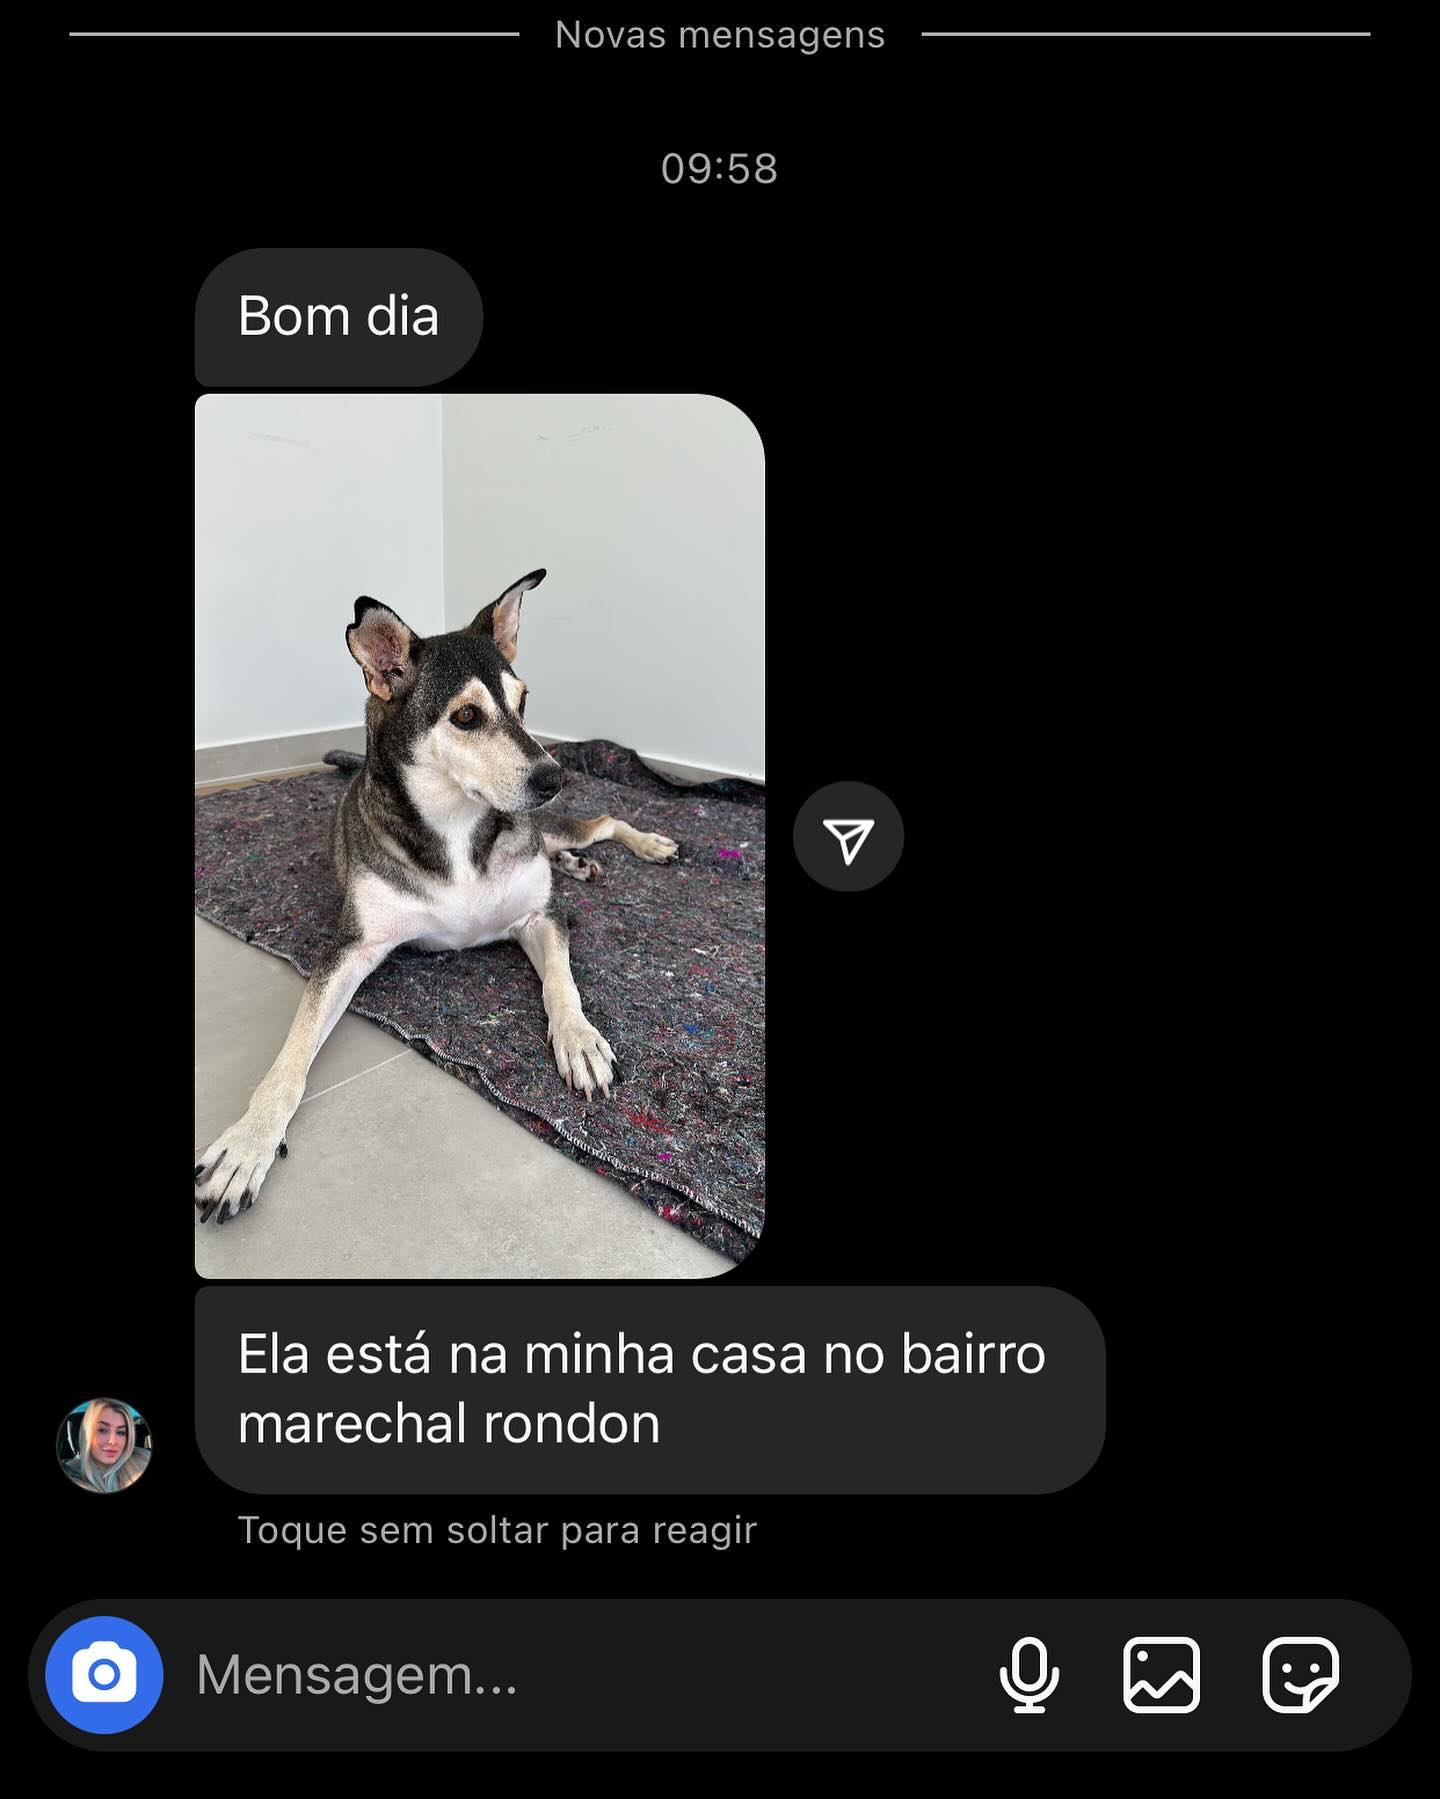 Novas mensagens
09:58
Bom dia
Ela está na minha casa no bairro
marechal rondon
Toque sem soltar para reagir
Mensagem...